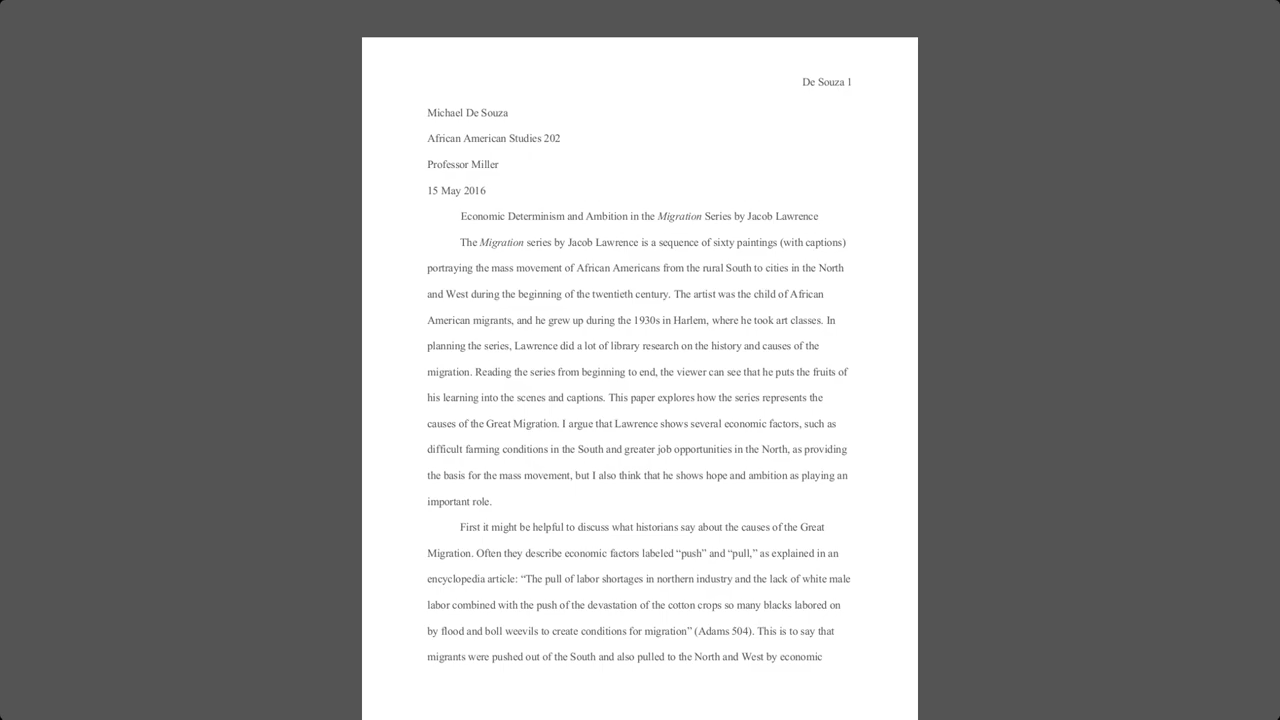 De Souza 1
Michael De Souza
African American Studies 202
Professor Miller
15 May 2016
Economic Determinism and Ambition in the Migration Series by Jacob Lawrence
The Migration series by Jacob Lawrence is a sequence of sixty paintings (with captions)
portraying the mass movement of African Americans from the rural South to cities in the North
and West during the beginning of the twentieth century. The artist was the child of African
American migrants, and he grew up during the 1930s in Harlem, where he took art classes. In
planning the series, Lawrence did a lot of library research on the history and causes of the
migration. Reading the series from beginning to end, the viewer can see that he puts the fruits of
his learning into the scenes and captions. This paper explores how the series represents the
causes of the Great Migration. I argue that Lawrence shows several economic factors, such as
difficult farming conditions in the South and greater job opportunities in the North, as providing
the basis for the mass movement, but I also think that he shows hope and ambition as playing an
important role.
First it might be helpful to discuss what historians say about the causes of the Great
Migration. Often they describe economic factors labeled “push” and “pull,” as explained in an
encyclopedia article: “The pull of labor shortages in northern industry and the lack of white male
labor combined with the push of the devastation of the cotton crops so many blacks labored on
by flood and boll weevils to create conditions for migration” (Adams 504). This is to say that
migrants were pushed out of the South and also pulled to the North and West by economic